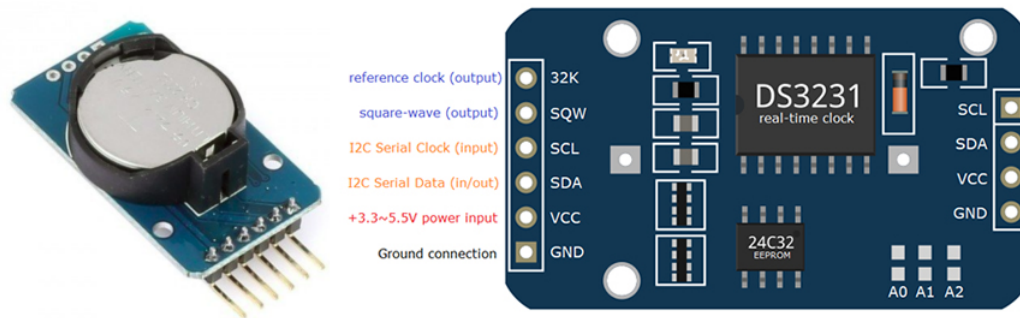 reference clock (output)
32K
square-wave (output)
SQW
I2C Serial Clock (input)
SCL
I2C Serial Data (in/out)
SDA
+3.3~5.5V power input
VCC
Ground connection
GND
DS3231
real-time clock
24C32
EEPROM
SCL
SDA
VCC
GND
A0 A1 A2